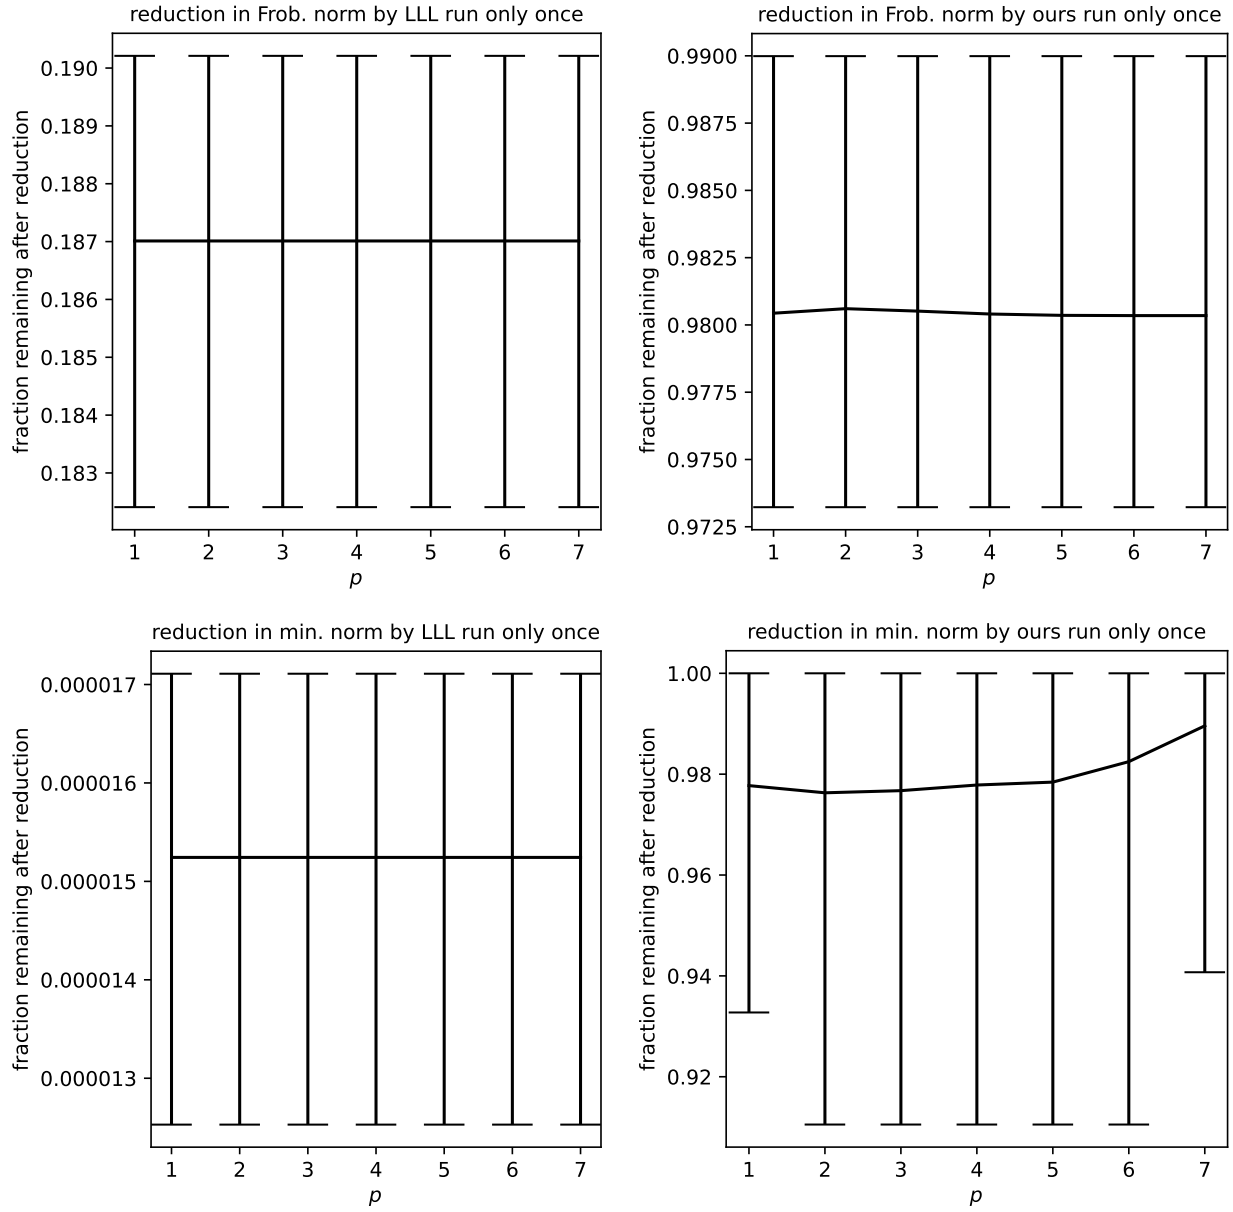 reduction in Frob. norm by LLL run only once
fraction remaining after reduction
0.190
0.189
0.188
0.187
0.186
0.185
0.184
0.183
1 2 3 4 5 6 7
p
reduction in Frob. norm by ours run only once
fraction remaining after reduction
0.9900
0.9875
0.9850
0.9825
0.9800
0.9775
0.9750
0.9725
1 2 3 4 5 6 7
p
reduction in min. norm by LLL run only once
fraction remaining after reduction
0.000017
0.000016
0.000015
0.000014
0.000013
1 2 3 4 5 6 7
p
reduction in min. norm by ours run only once
fraction remaining after reduction
1.00
0.98
0.96
0.94
0.92
1 2 3 4 5 6 7
p